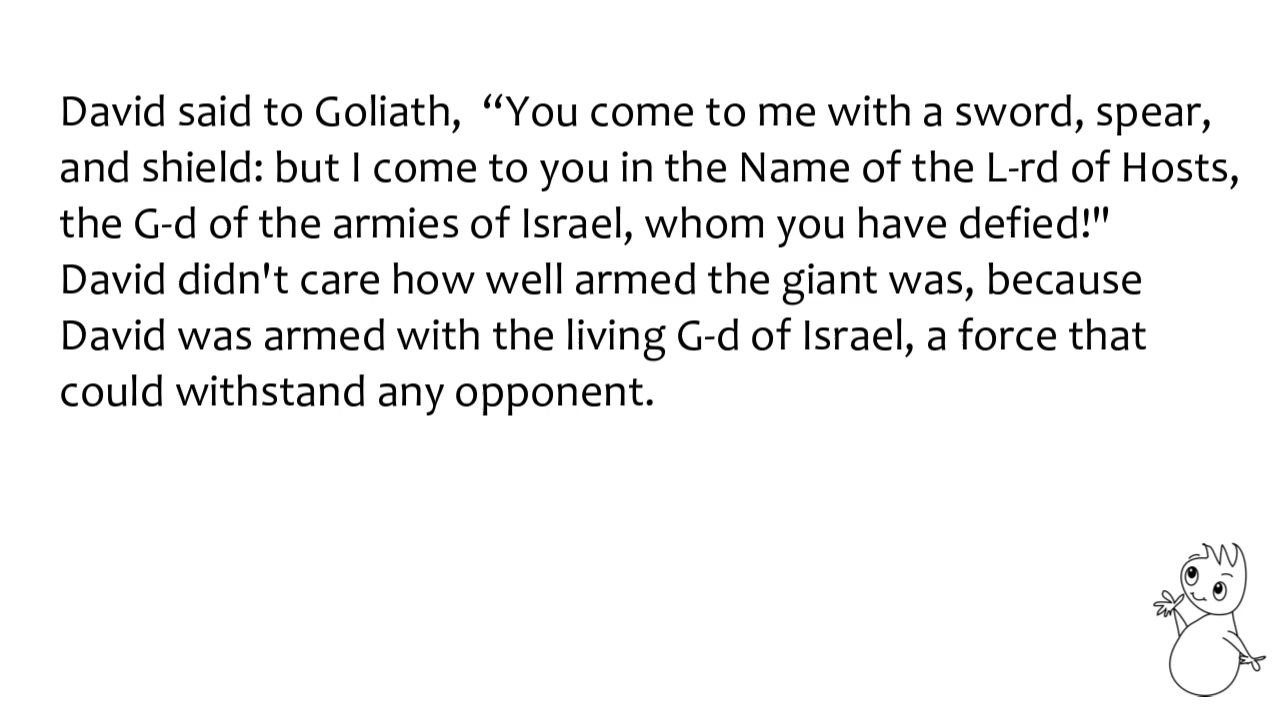 David said to Goliath,  “You come to me with a sword, spear,
and shield: but I come to you in the Name of the L-rd of Hosts,
the G-d of the armies of Israel, whom you have defied!"
David didn't care how well armed the giant was, because
David was armed with the living G-d of Israel, a force that
could withstand any opponent.